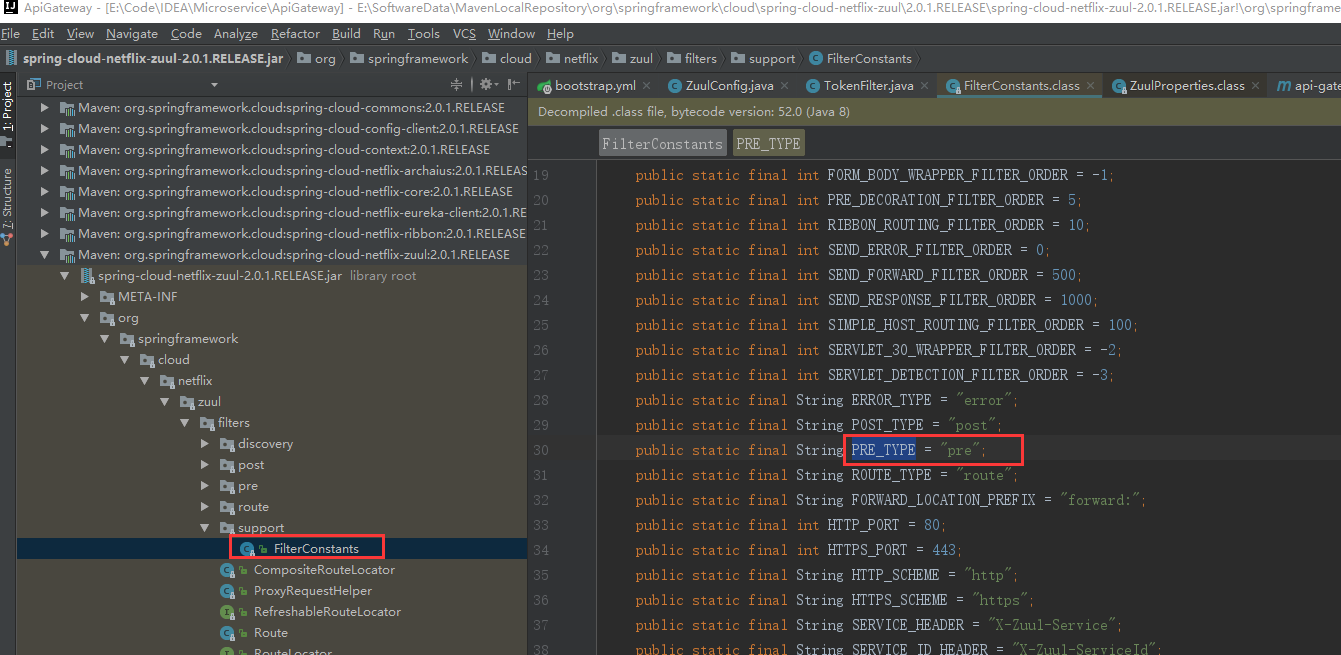 ApiGateway - [E:\Code\IDEA\Microservice\ApiGateway] - E:\SoftwareData\MavenLocalRepository\org\springframework\cloud\spring-cloud-netflix-zuul\2.0.1.RELEASE\spring-cloud-netflix-zuul-2.0.1.RELEASE.jar!\org\springframe
File Edit View Navigate Code Analyze Refactor Build Run Tools VCS Window Help
spring-cloud-netflix-zuul-2.0.1.RELEASE.jar org springframework cloud netflix zuul filters support FilterConstants
1: Project
Z: Structure
Project
bootstrap.yml ZuulConfig.java TokenFilter.java FilterConstants.class ZuulProperties.class api-gate
Decompiled .class file, bytecode version: 52.0 (Java 8)
FilterConstants PRE_TYPE
Maven: org.springframework.cloud:spring-cloud-commons:2.0.1.RELEASE
Maven: org.springframework.cloud:spring-cloud-config-client:2.0.1.RELEASE
Maven: org.springframework.cloud:spring-cloud-context:2.0.1.RELEASE
Maven: org.springframework.cloud:spring-cloud-netflix-archaius:2.0.1.RELEAS
Maven: org.springframework.cloud:spring-cloud-netflix-core:2.0.1.RELEASE
Maven: org.springframework.cloud:spring-cloud-netflix-eureka-client:2.0.1.RE
Maven: org.springframework.cloud:spring-cloud-netflix-ribbon:2.0.1.RELEASE
Maven: org.springframework.cloud:spring-cloud-netflix-zuul:2.0.1.RELEASE
spring-cloud-netflix-zuul-2.0.1.RELEASE.jar library root
META-INF
org
springframework
cloud
netflix
zuul
filters
discovery
post
pre
route
support
FilterConstants
CompositeRouteLocator
ProxyRequestHelper
RefreshableRouteLocator
Route
RouteLocator
19 public static final int FORM_BODY_WRAPPER_FILTER_ORDER = -1;
20 public static final int PRE_DECORATION_FILTER_ORDER = 5;
21 public static final int RIBBON_ROUTING_FILTER_ORDER = 10;
22 public static final int SEND_ERROR_FILTER_ORDER = 0;
23 public static final int SEND_FORWARD_FILTER_ORDER = 500;
24 public static final int SEND_RESPONSE_FILTER_ORDER = 1000;
25 public static final int SIMPLE_HOST_ROUTING_FILTER_ORDER = 100;
26 public static final int SERVLET_30_WRAPPER_FILTER_ORDER = -2;
27 public static final int SERVLET_DETECTION_FILTER_ORDER = -3;
28 public static final String ERROR_TYPE = "error";
29 public static final String POST_TYPE = "post";
30 public static final String PRE_TYPE = "pre";
31 public static final String ROUTE_TYPE = "route";
32 public static final String FORWARD_LOCATION_PREFIX = "forward:";
33 public static final int HTTP_PORT = 80;
34 public static final int HTTPS_PORT = 443;
35 public static final String HTTP_SCHEME = "http";
36 public static final String HTTPS_SCHEME = "https";
37 public static final String SERVICE_HEADER = "X-Zuul-Service";
38 public static final String SERVICE_ID_HEADER = "X-Zuul-ServiceId";